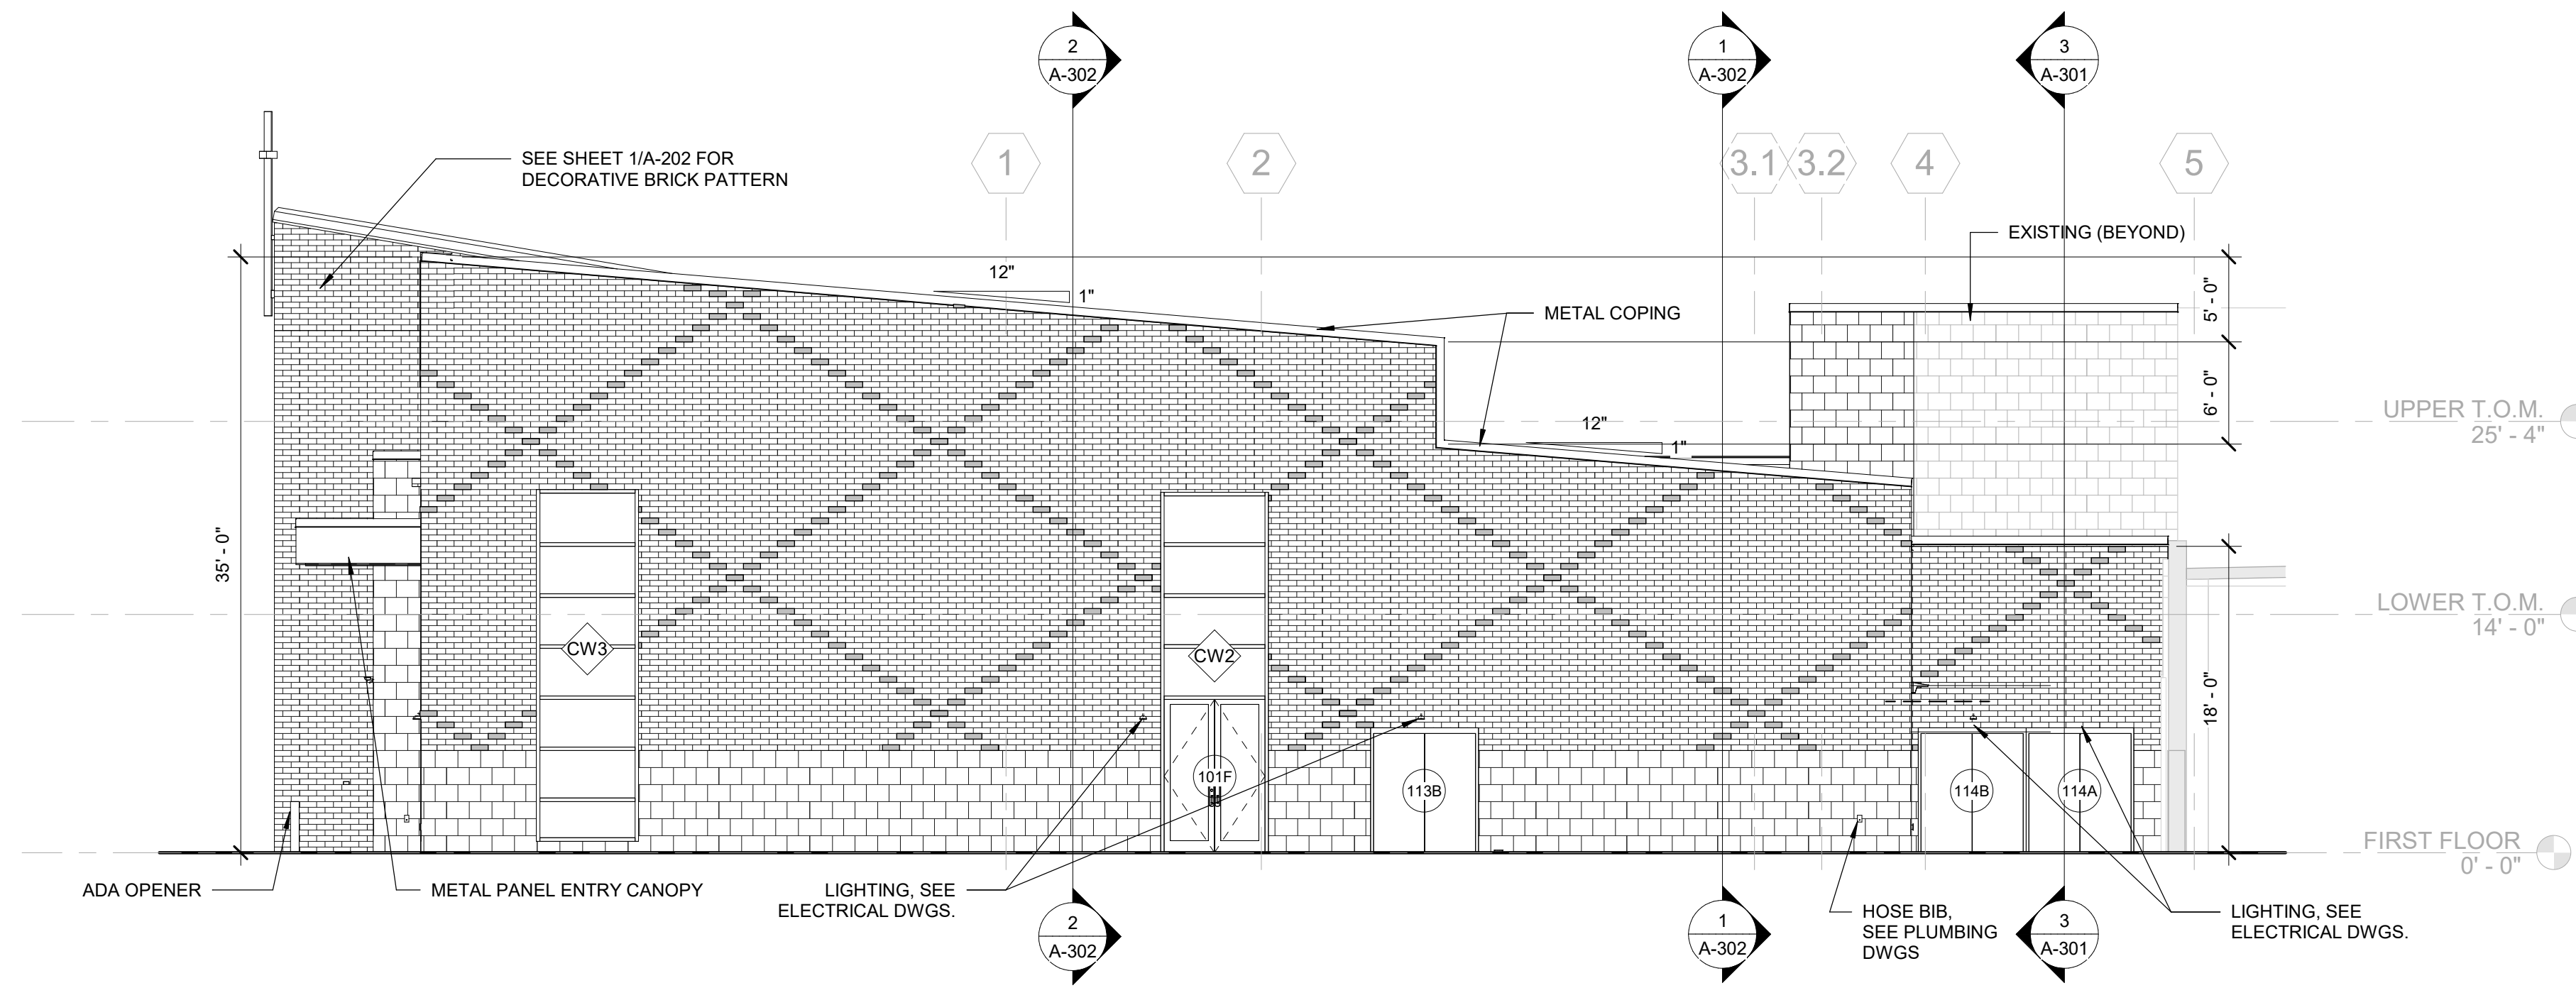 2
A-302
1
A-302
3
A-301
SEE SHEET 1/A-202 FOR
DECORATIVE BRICK PATTERN
1
2
3.1
3.2
4
5
EXISTING (BEYOND)
12"
1"
METAL COPING
5' - 0"
6' - 0"
12"
1"
UPPER T.O.M.
25' - 4"
35' - 0"
LOWER T.O.M.
14' - 0"
CW3
CW2
18' - 0"
101F
113B
114B
114A
FIRST FLOOR
0' - 0"
ADA OPENER
METAL PANEL ENTRY CANOPY
LIGHTING, SEE
ELECTRICAL DWGS.
HOSE BIB,
SEE PLUMBING
DWGS
LIGHTING, SEE
ELECTRICAL DWGS.
2
A-302
1
A-302
3
A-301